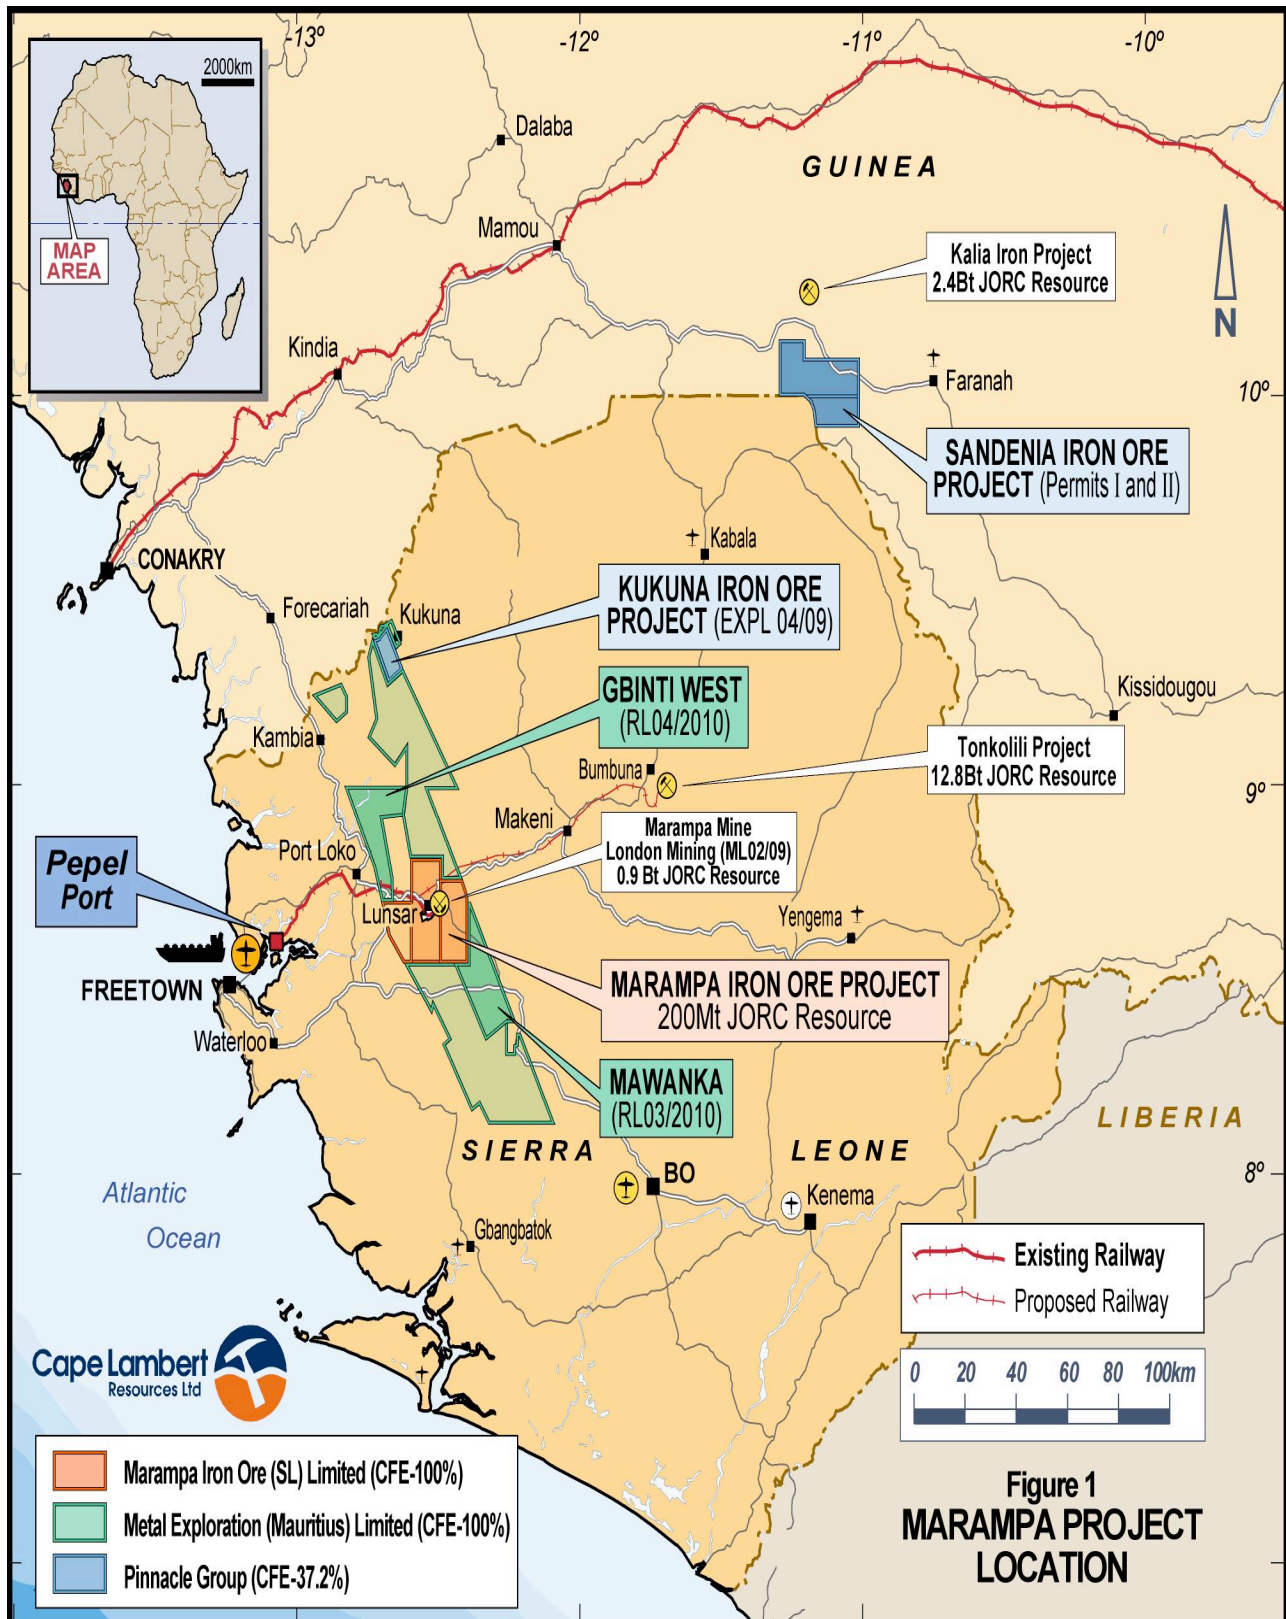 -13º
-12º
-11º
-10º
2000km
MAP
AREA
Dalaba
GUINEA
Mamou
Kalia Iron Project
2.4Bt JORC Resource
N
Kindia
Faranah
10º
SANDENIA IRON ORE
PROJECT (Permits I and II)
CONAKRY
Kabala
KUKUNA IRON ORE
PROJECT (EXPL 04/09)
Forecariah
Kukuna
GBINTI WEST
(RL04/2010)
Kissidougou
Kambia
Tonkolili Project
12.8Bt JORC Resource
Bumbuna
9º
Makeni
Marampa Mine
London Mining (ML02/09)
0.9 Bt JORC Resource
Port Loko
Pepel
Port
Lunsar
Yengema
FREETOWN
MARAMPA IRON ORE PROJECT
200Mt JORC Resource
Waterloo
MAWANKA
(RL03/2010)
LIBERIA
SIERRA LEONE
8º
BO
Kenema
Atlantic
Ocean
Gbangbatok
Existing Railway
Proposed Railway
0 20 40 60 80 100km
Cape Lambert
Resources Ltd
Marampa Iron Ore (SL) Limited (CFE-100%)
Metal Exploration (Mauritius) Limited (CFE-100%)
Pinnacle Group (CFE-37.2%)
Figure 1
MARAMPA PROJECT
LOCATION